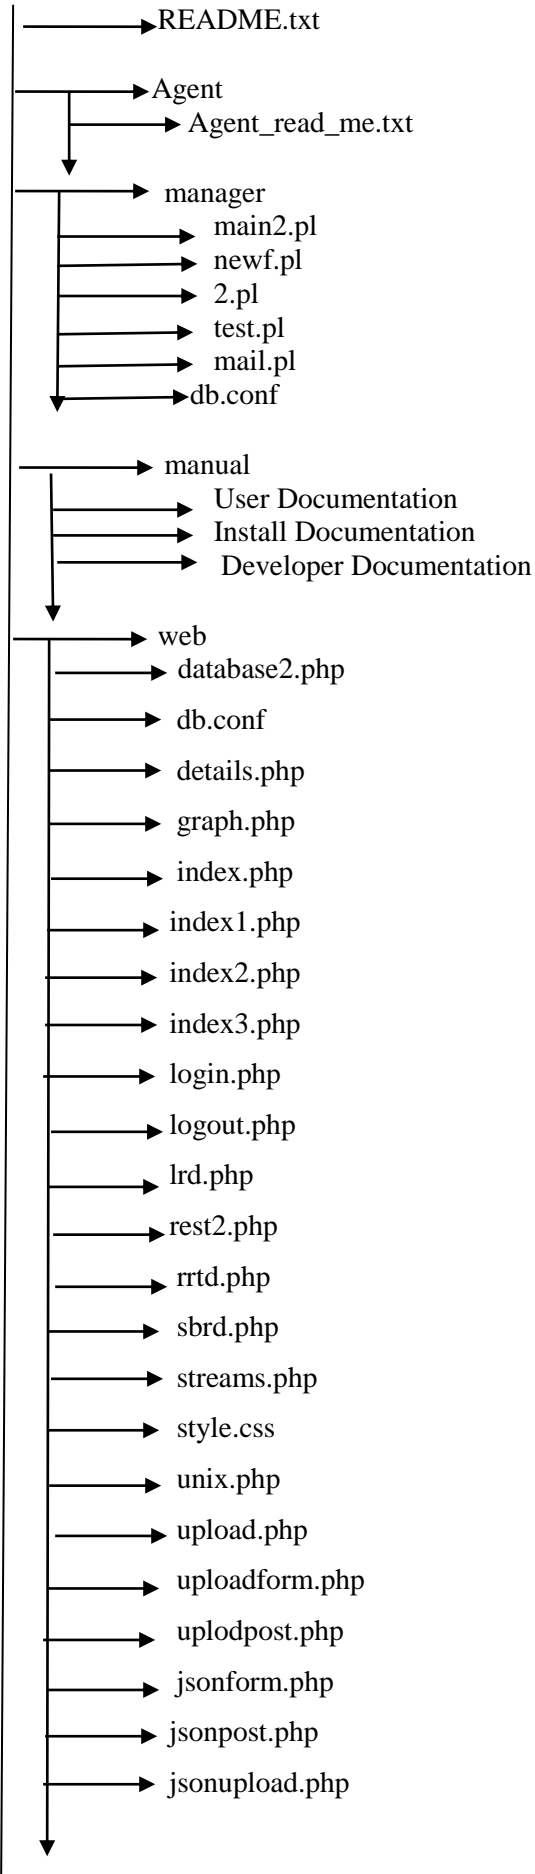 README.txt
Agent
Agent_read_me.txt
manager
main2.pl
newf.pl
2.pl
test.pl
mail.pl
db.conf
manual
User Documentation
Install Documentation
Developer Documentation
web
database2.php
db.conf
details.php
graph.php
index.php
index1.php
index2.php
index3.php
login.php
logout.php
lrd.php
rest2.php
rrtd.php
sbrd.php
streams.php
style.css
unix.php
upload.php
uploadform.php
uplodpost.php
jsonform.php
jsonpost.php
jsonupload.php